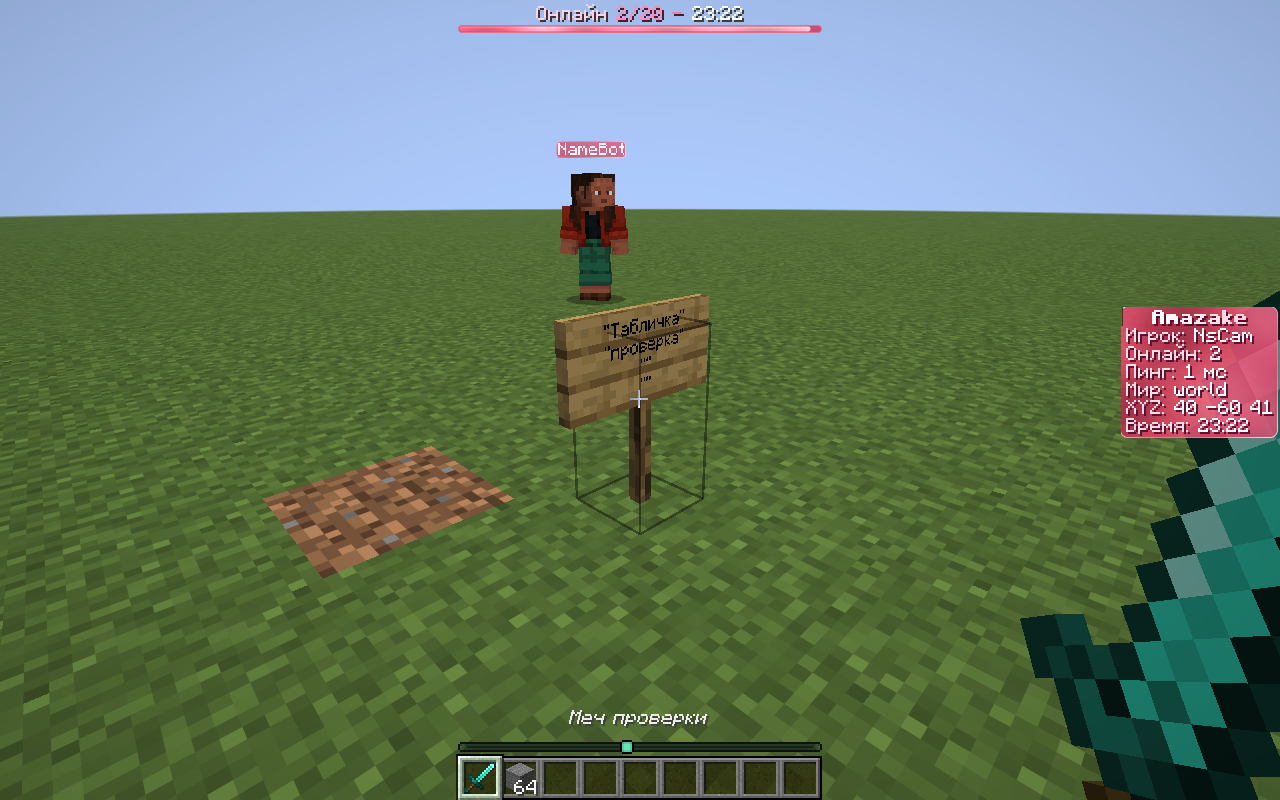 Онлайн 2/20 - 23:22
NameBot
"Табличка"
"проверка"
""
""
Amazake
Игрок: NsCam
Онлайн: 2
Пинг: 1 мс
Мир: world
XYZ: 40 -60 41
Время: 23:22
Меч проверки
64